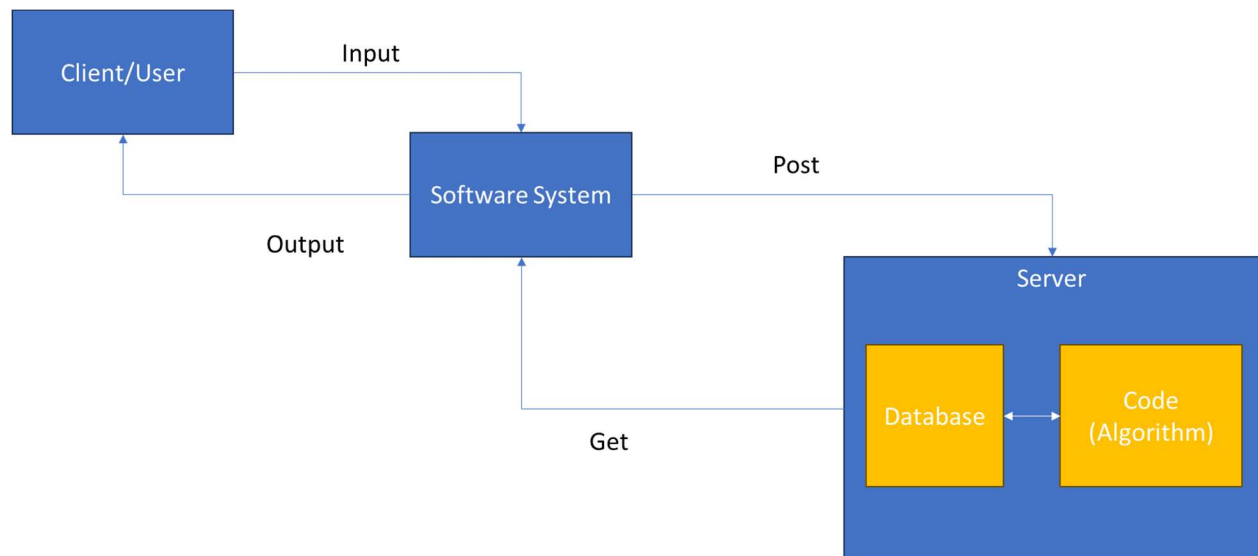 Client/User
Input
Software System
Post
Output
Server
Database
Code
(Algorithm)
Get